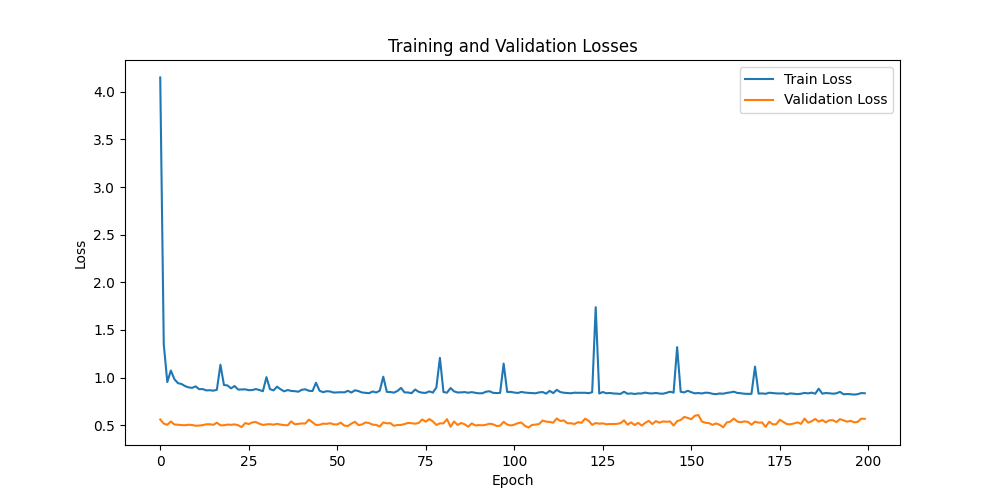 Training and Validation Losses
Train Loss
Validation Loss
4.0
3.5
3.0
2.5
2.0
1.5
1.0
0.5
Loss
0 25 50 75 100 125 150 175 200
Epoch